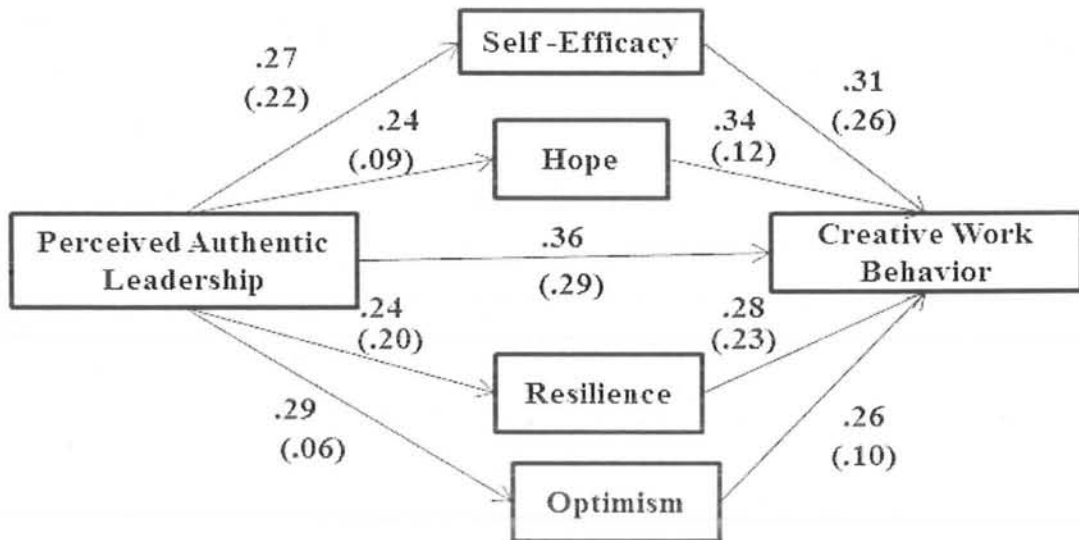 Self-Efficacy
.27
(.22)
.31
(.26)
.24
(.09)
Hope
.34
(.12)
Perceived Authentic
Leadership
.36
(.29)
Creative Work
Behavior
.24
(.20)
Resilience
.28
(.23)
.29
(.06)
Optimism
.26
(.10)